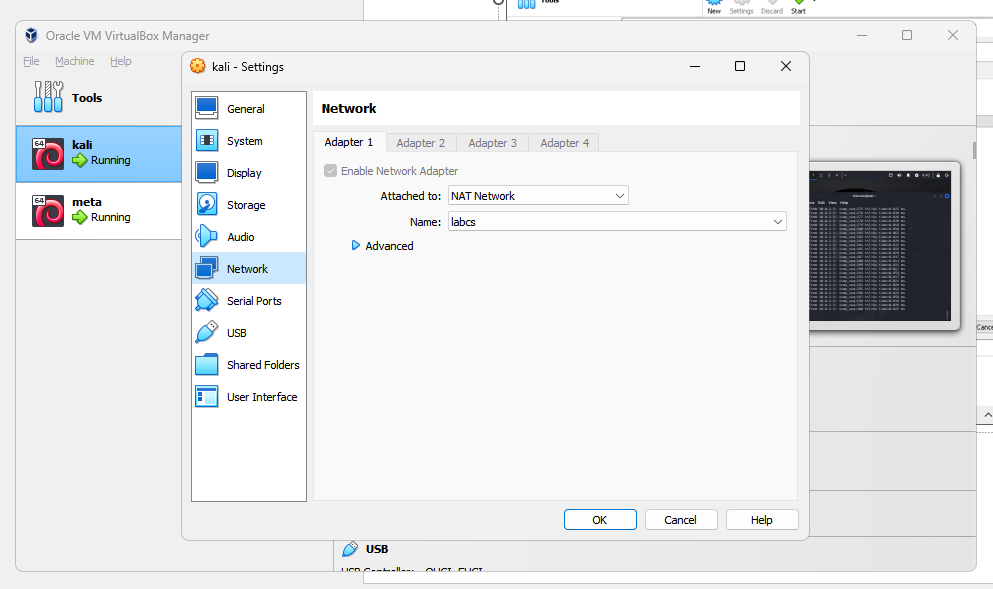 Tools
New Settings Discard Start
Oracle VM VirtualBox Manager
File Machine Help
Tools
64
kali
Running
64
meta
Running
kali - Settings
General
System
Display
Storage
Audio
Network
Serial Ports
USB
Shared Folders
User Interface
Network
Adapter 1 Adapter 2 Adapter 3 Adapter 4
Enable Network Adapter
Attached to: NAT Network
Name: labcs
Advanced
OK Cancel Help
Cance
USB
USB Controller: OHCI, EHCI